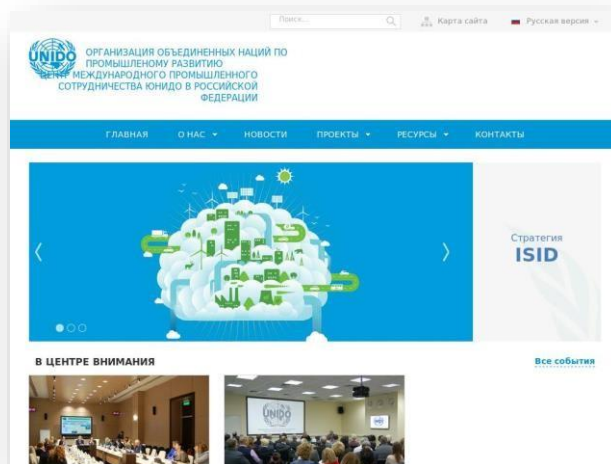 Поиск...
Карта сайта
Русская версия
UNIDO
ОРГАНИЗАЦИЯ ОБЪЕДИНЕННЫХ НАЦИЙ ПО
ПРОМЫШЛЕНОМУ РАЗВИТИЮ
ЦЕНТР МЕЖДУНАРОДНОГО ПРОМЫШЛЕННОГО
СОТРУДНИЧЕСТВА ЮНИДО В РОССИЙСКОЙ
ФЕДЕРАЦИИ
ГЛАВНАЯ О НАС НОВОСТИ ПРОЕКТЫ РЕСУРСЫ КОНТАКТЫ
Стратегия
ISID
В ЦЕНТРЕ ВНИМАНИЯ
Все события
UNIDO